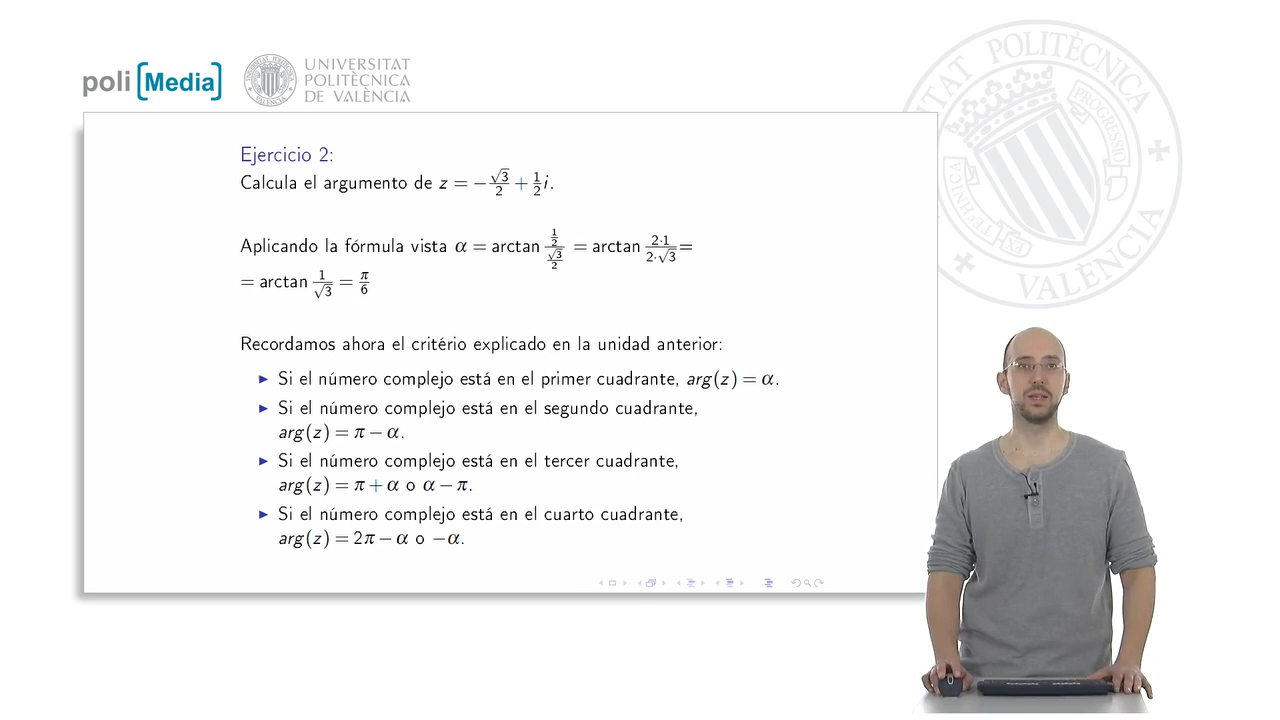 poli [Media]
UNIVERSITAT
POLITÈCNICA
DE VALÈNCIA
Ejercicio 2:
Calcula el argumento de z = −√3/2 + 1/2 i.
Aplicando la fórmula vista α = arctan (1/2)/(√3/2) = arctan 2·1/2·√3 =
= arctan 1/√3 = π/6
Recordamos ahora el critério explicado en la unidad anterior:
▶ Si el número complejo está en el primer cuadrante, arg(z) = α.
▶ Si el número complejo está en el segundo cuadrante,
arg(z) = π − α.
▶ Si el número complejo está en el tercer cuadrante,
arg(z) = π + α o α − π.
▶ Si el número complejo está en el cuarto cuadrante,
arg(z) = 2π − α o −α.
POLITÈCNICA
VALÈNCIA
PROGRESSIO